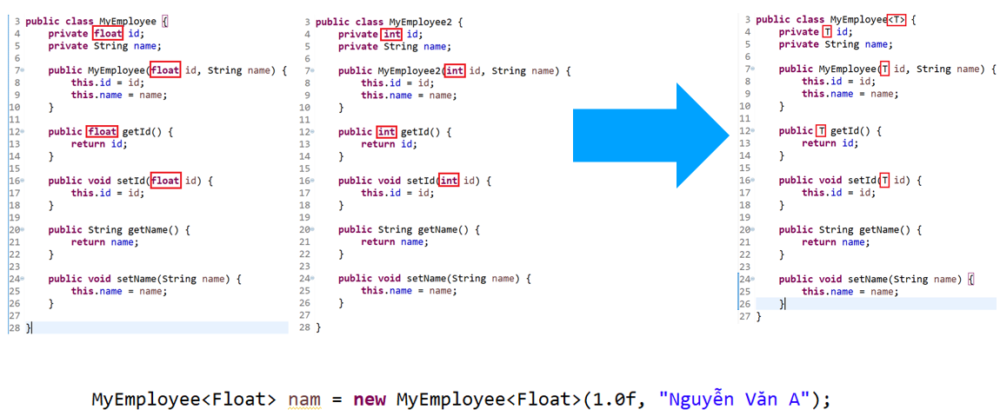 3 public class MyEmployee {
4 private float id;
5 private String name;
6
7 public MyEmployee(float id, String name) {
8 this.id = id;
9 this.name = name;
10 }
11
12 public float getId() {
13 return id;
14 }
15
16 public void setId(float id) {
17 this.id = id;
18 }
19
20 public String getName() {
21 return name;
22 }
23
24 public void setName(String name) {
25 this.name = name;
26 }
27
28 }
3 public class MyEmployee2 {
4 private int id;
5 private String name;
6
7 public MyEmployee2(int id, String name) {
8 this.id = id;
9 this.name = name;
10 }
11
12 public int getId() {
13 return id;
14 }
15
16 public void setId(int id) {
17 this.id = id;
18 }
19
20 public String getName() {
21 return name;
22 }
23
24 public void setName(String name) {
25 this.name = name;
26 }
27
28 }
3 public class MyEmployee<T> {
4 private T id;
5 private String name;
6
7 public MyEmployee(T id, String name) {
8 this.id = id;
9 this.name = name;
10 }
11
12 public T getId() {
13 return id;
14 }
15
16 public void setId(T id) {
17 this.id = id;
18 }
19
20 public String getName() {
21 return name;
22 }
23
24 public void setName(String name) {
25 this.name = name;
26 }
27 }
MyEmployee<Float> nam = new MyEmployee<Float>(1.0f, "Nguyễn Văn A");